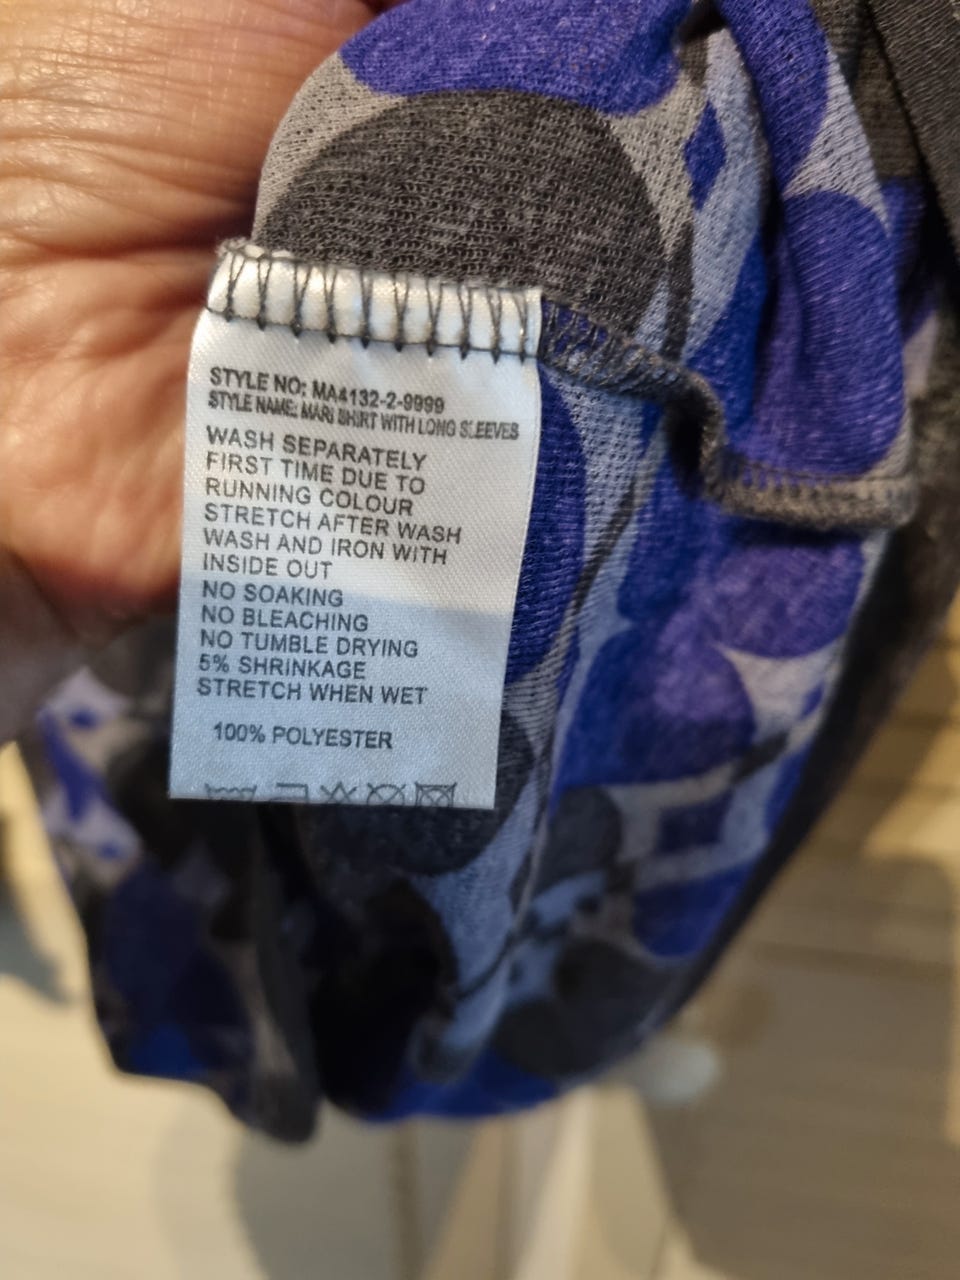 STYLE NO: MA4132-2-9999
STYLE NAME: MARI SHIRT WITH LONG SLEEVES
WASH SEPARATELY
FIRST TIME DUE TO
RUNNING COLOUR
STRETCH AFTER WASH
WASH AND IRON WITH
INSIDE OUT
NO SOAKING
NO BLEACHING
NO TUMBLE DRYING
5% SHRINKAGE
STRETCH WHEN WET
100% POLYESTER